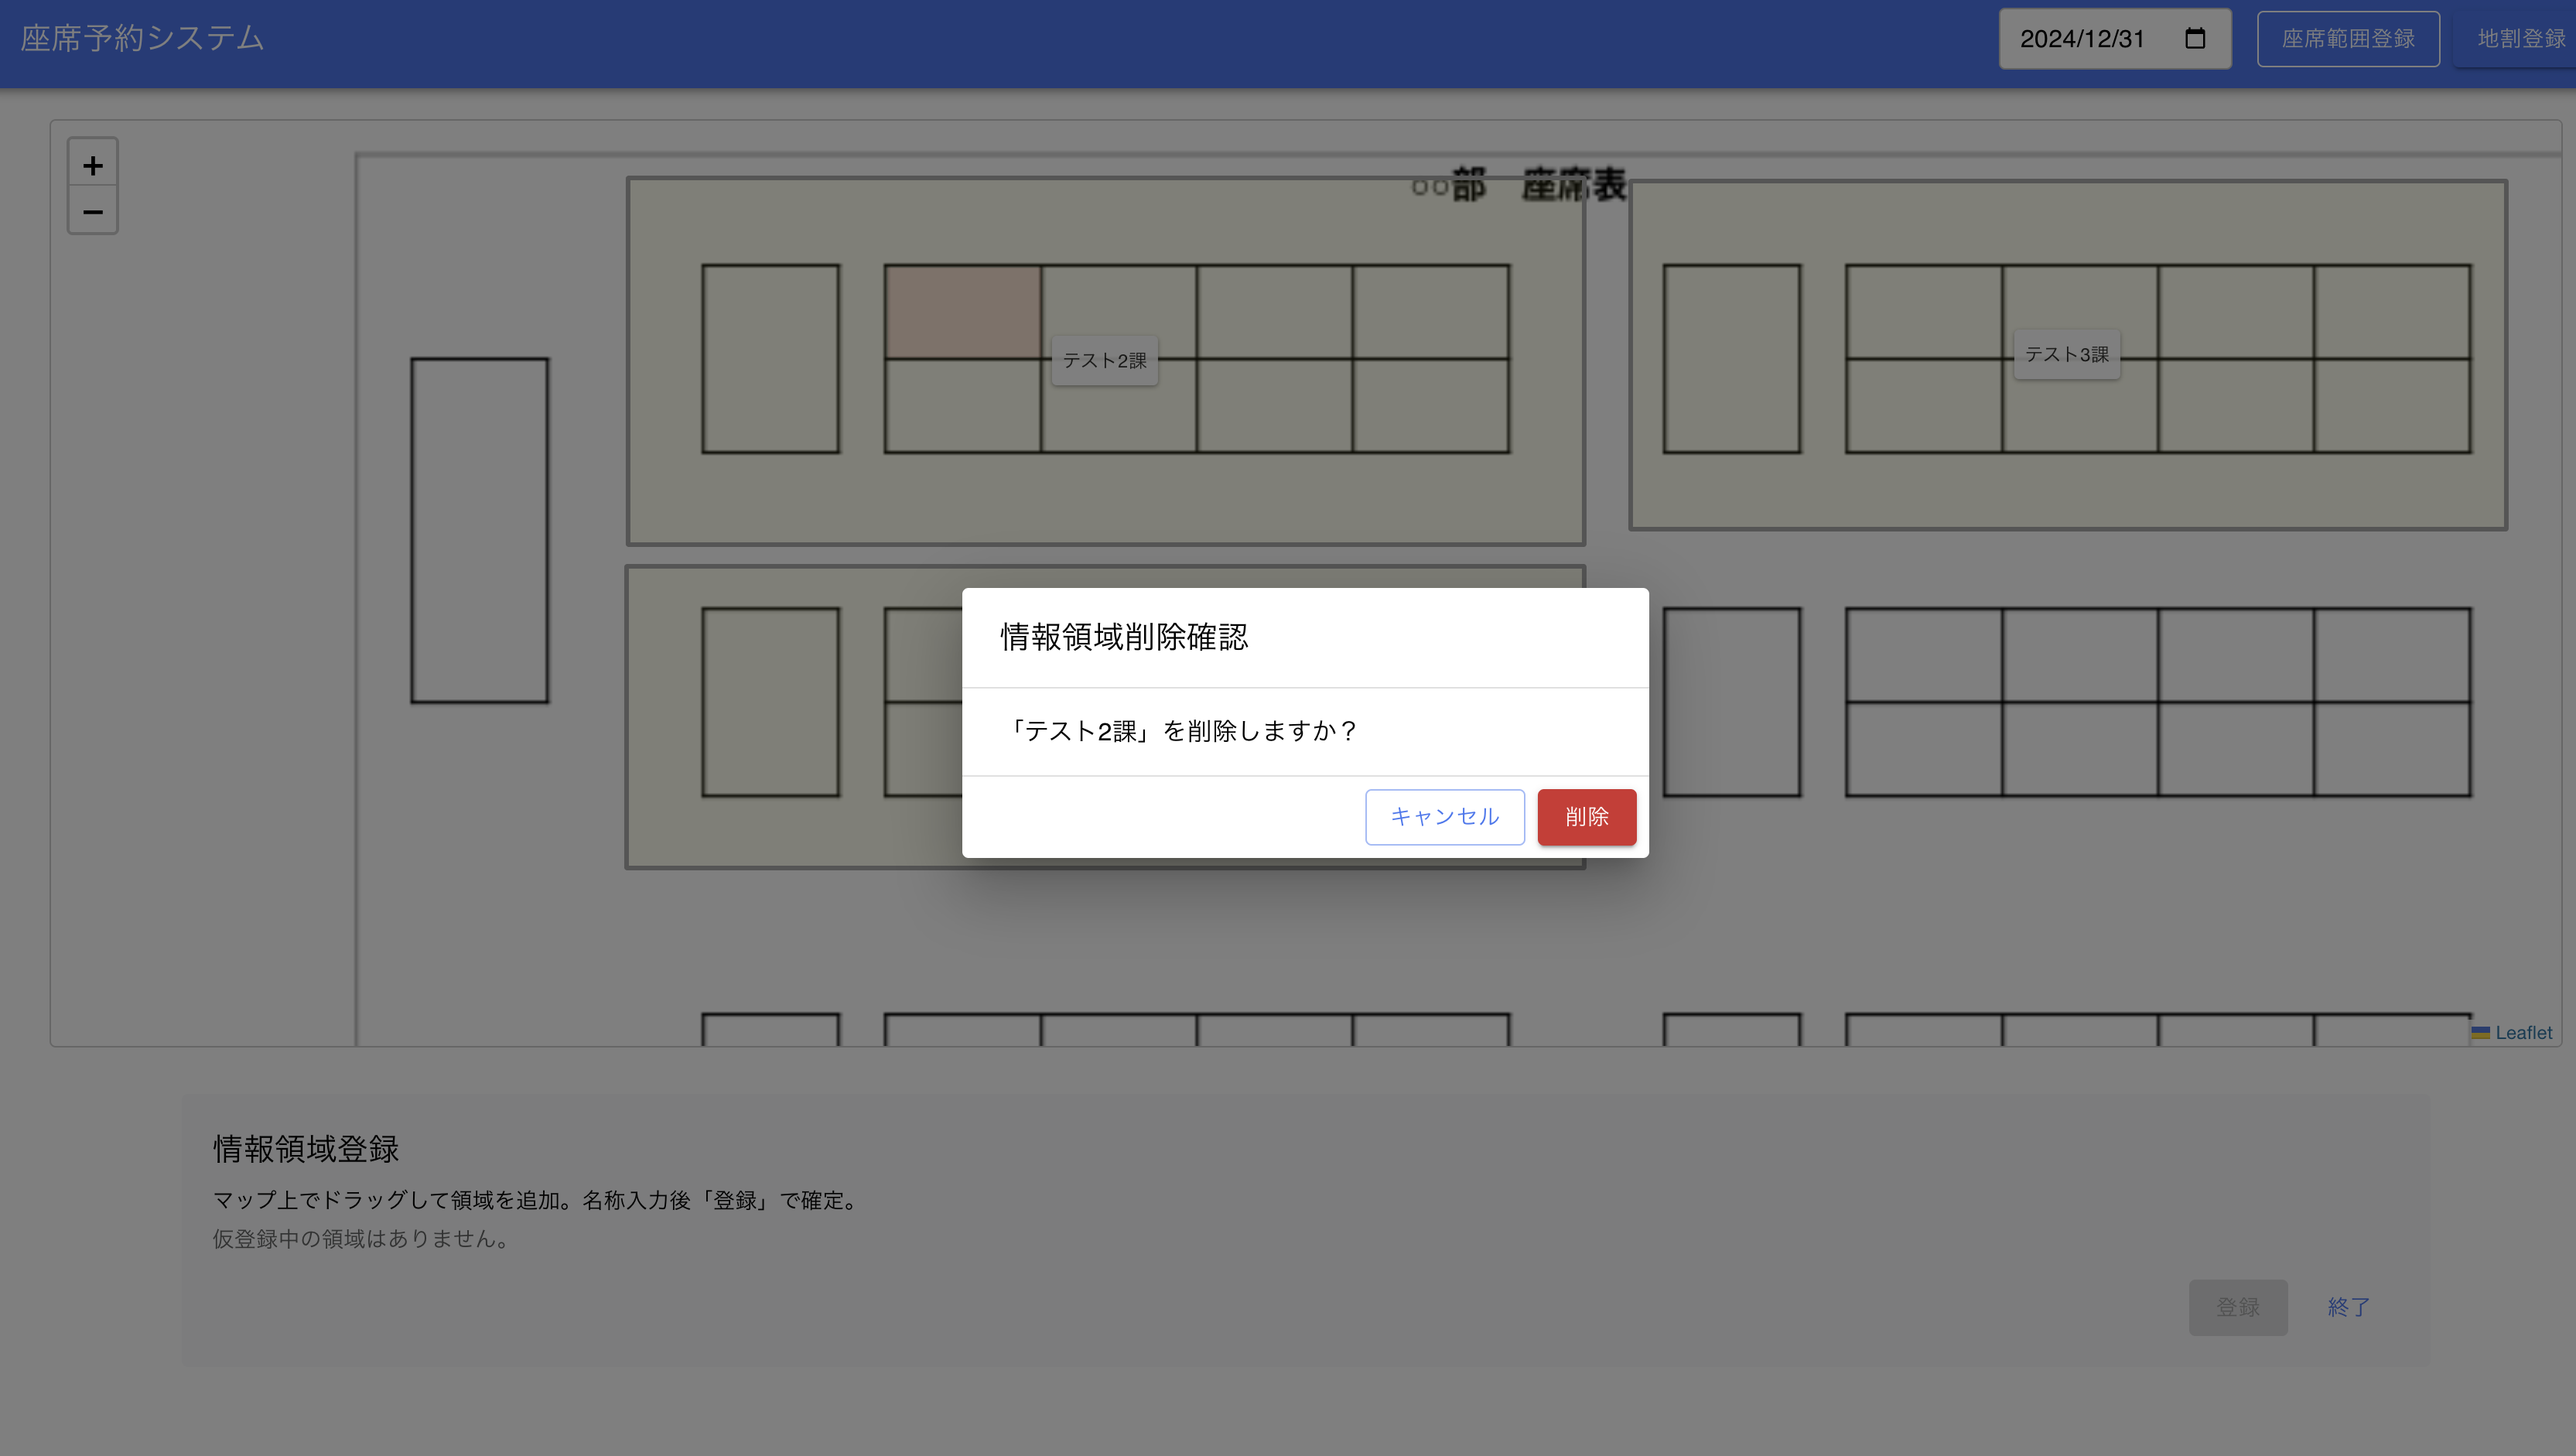 座席予約システム
2024/12/31
座席範囲登録
地割登録
+
−
○○部　座席表
テスト2課
テスト3課
情報領域削除確認
「テスト2課」を削除しますか？
キャンセル
削除
Leaflet
情報領域登録
マップ上でドラッグして領域を追加。名称入力後「登録」で確定。
仮登録中の領域はありません。
登録
終了